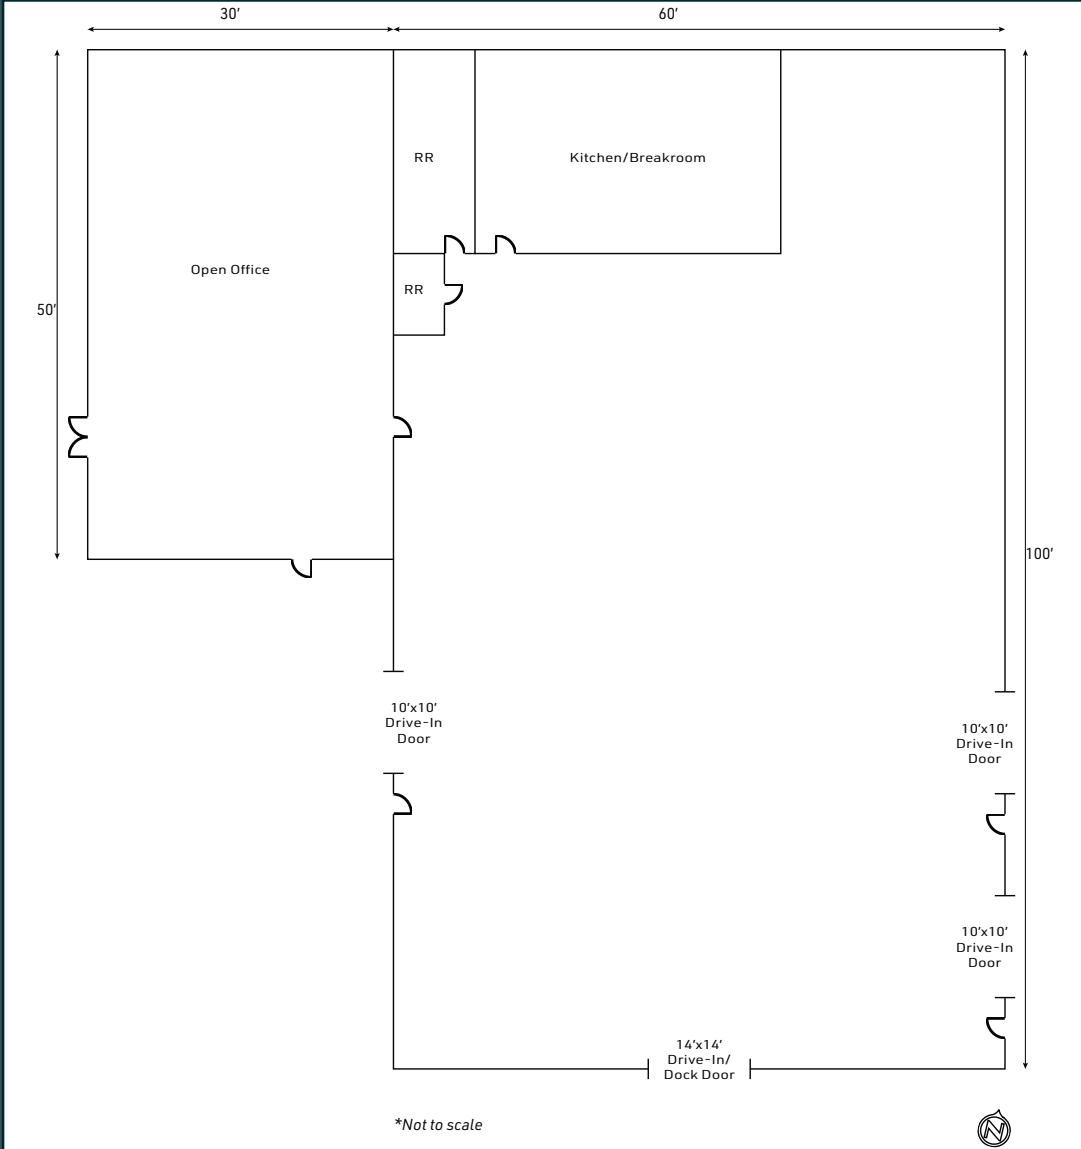 30'
60'
RR
Kitchen/Breakroom
Open Office
RR
50'
100'
10'x10'
Drive-In
Door
10'x10'
Drive-In
Door
10'x10'
Drive-In
Door
14'x14'
Drive-In/
Dock Door
*Not to scale
N